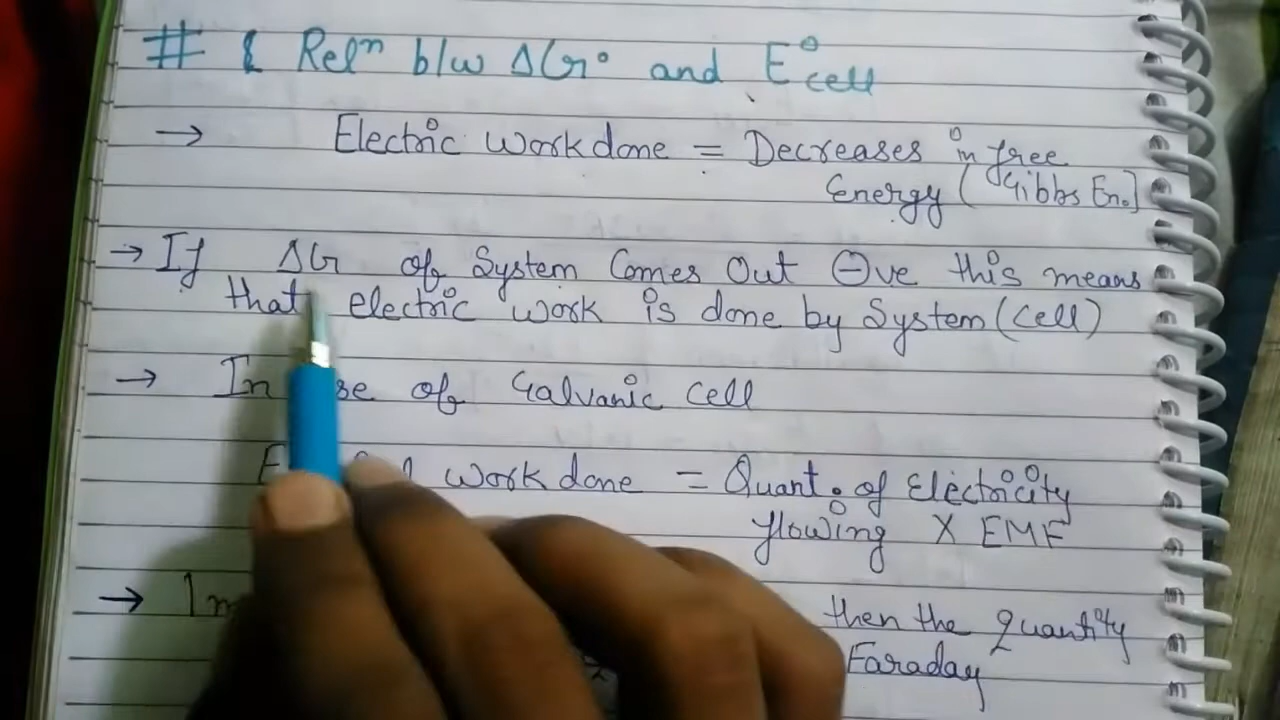 # & Relⁿ b/w ΔG° and E°cell
→ Electric Work done = Decreases in free
Energy (Gibbs En.]
→ If ΔG of System Comes Out ⊖ve this means
that electric work is done by System (Cell)
→ In se of Galvanic Cell
E l work done = Quant. of Electricity
flowing X EMF
→ then the quantity
Faraday